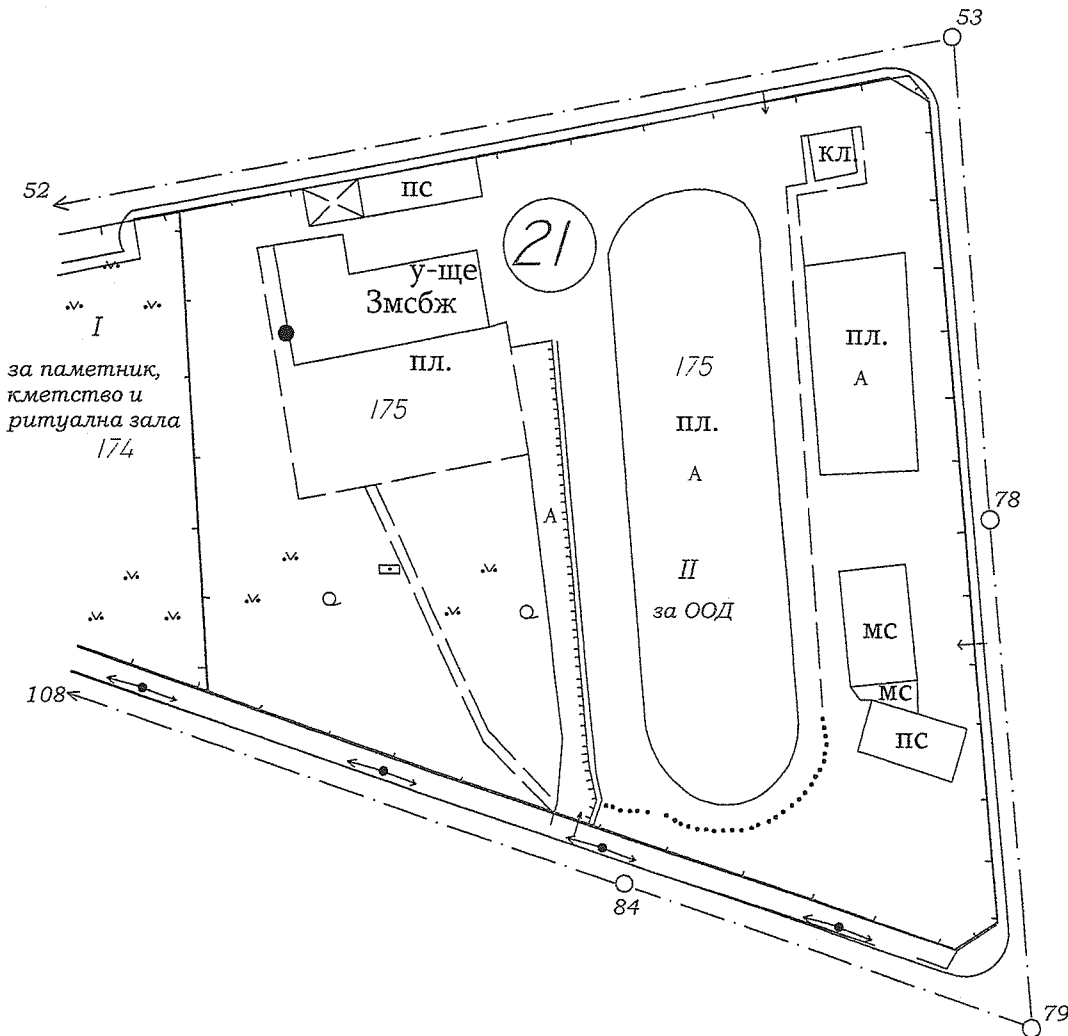 53
52
кл.
пс
21
у-ще
3мсбж
пл.
175
I
за паметник,
кметство и
ритуална зала
174
175
пл.
А
пл.
А
А
78
II
за ООД
мс
мс
пс
108
84
79